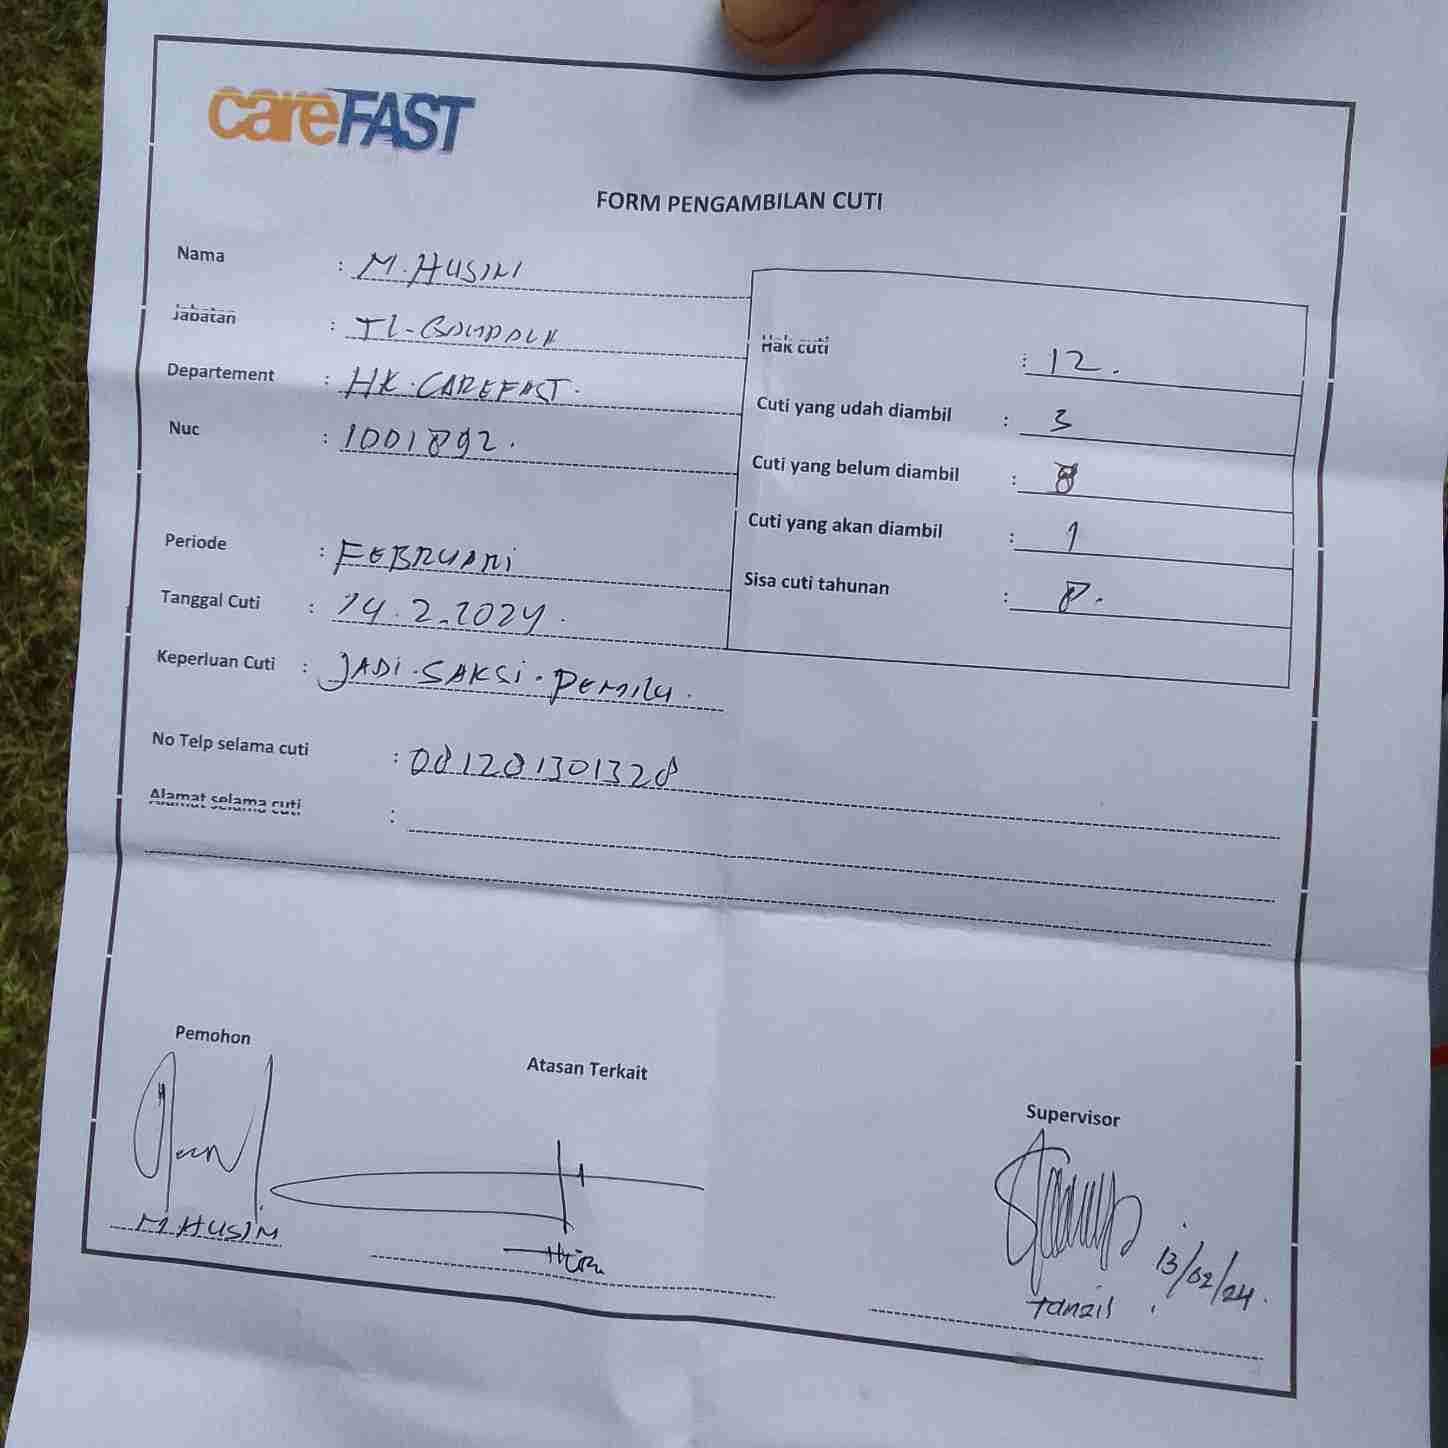 careFAST
FORM PENGAMBILAN CUTI
Nama : M. HUSINI
Jabatan : TL-GONDOLA
Departement : HK. CAREFAST.
Nuc : 1001892.
Hak cuti : 12.
Cuti yang udah diambil : 3
Cuti yang belum diambil : 8
Cuti yang akan diambil : 1
Sisa cuti tahunan : 8.
Periode : FEBRUARI
Tanggal Cuti : 14.2.2024.
Keperluan Cuti : JADI. SAKSI. PEMILU.
No Telp selama cuti : 081281301328
Alamat selama cuti :
Pemohon
Atasan Terkait
Supervisor
M. HUSIM
Tanzil
13/02/24.